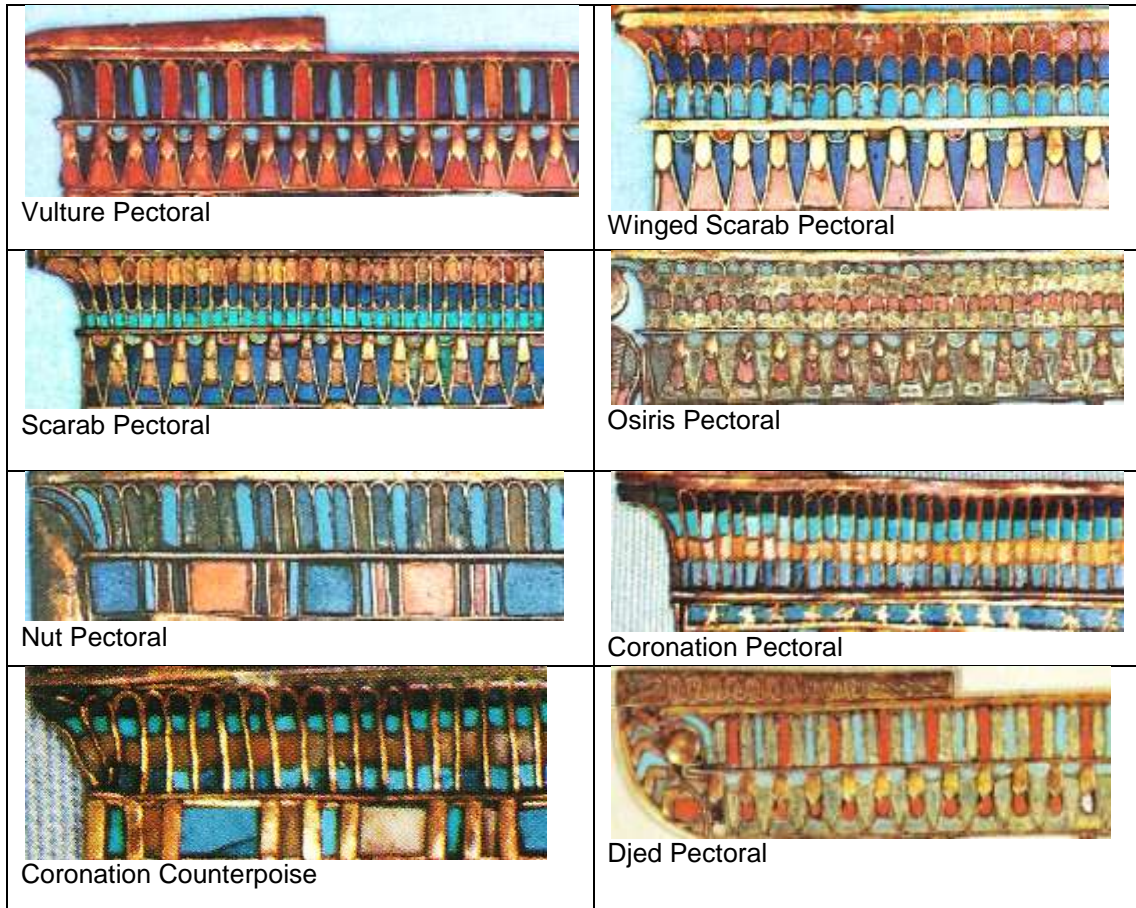 Vulture Pectoral
Winged Scarab Pectoral
Scarab Pectoral
Osiris Pectoral
Nut Pectoral
Coronation Pectoral
Coronation Counterpoise
Djed Pectoral